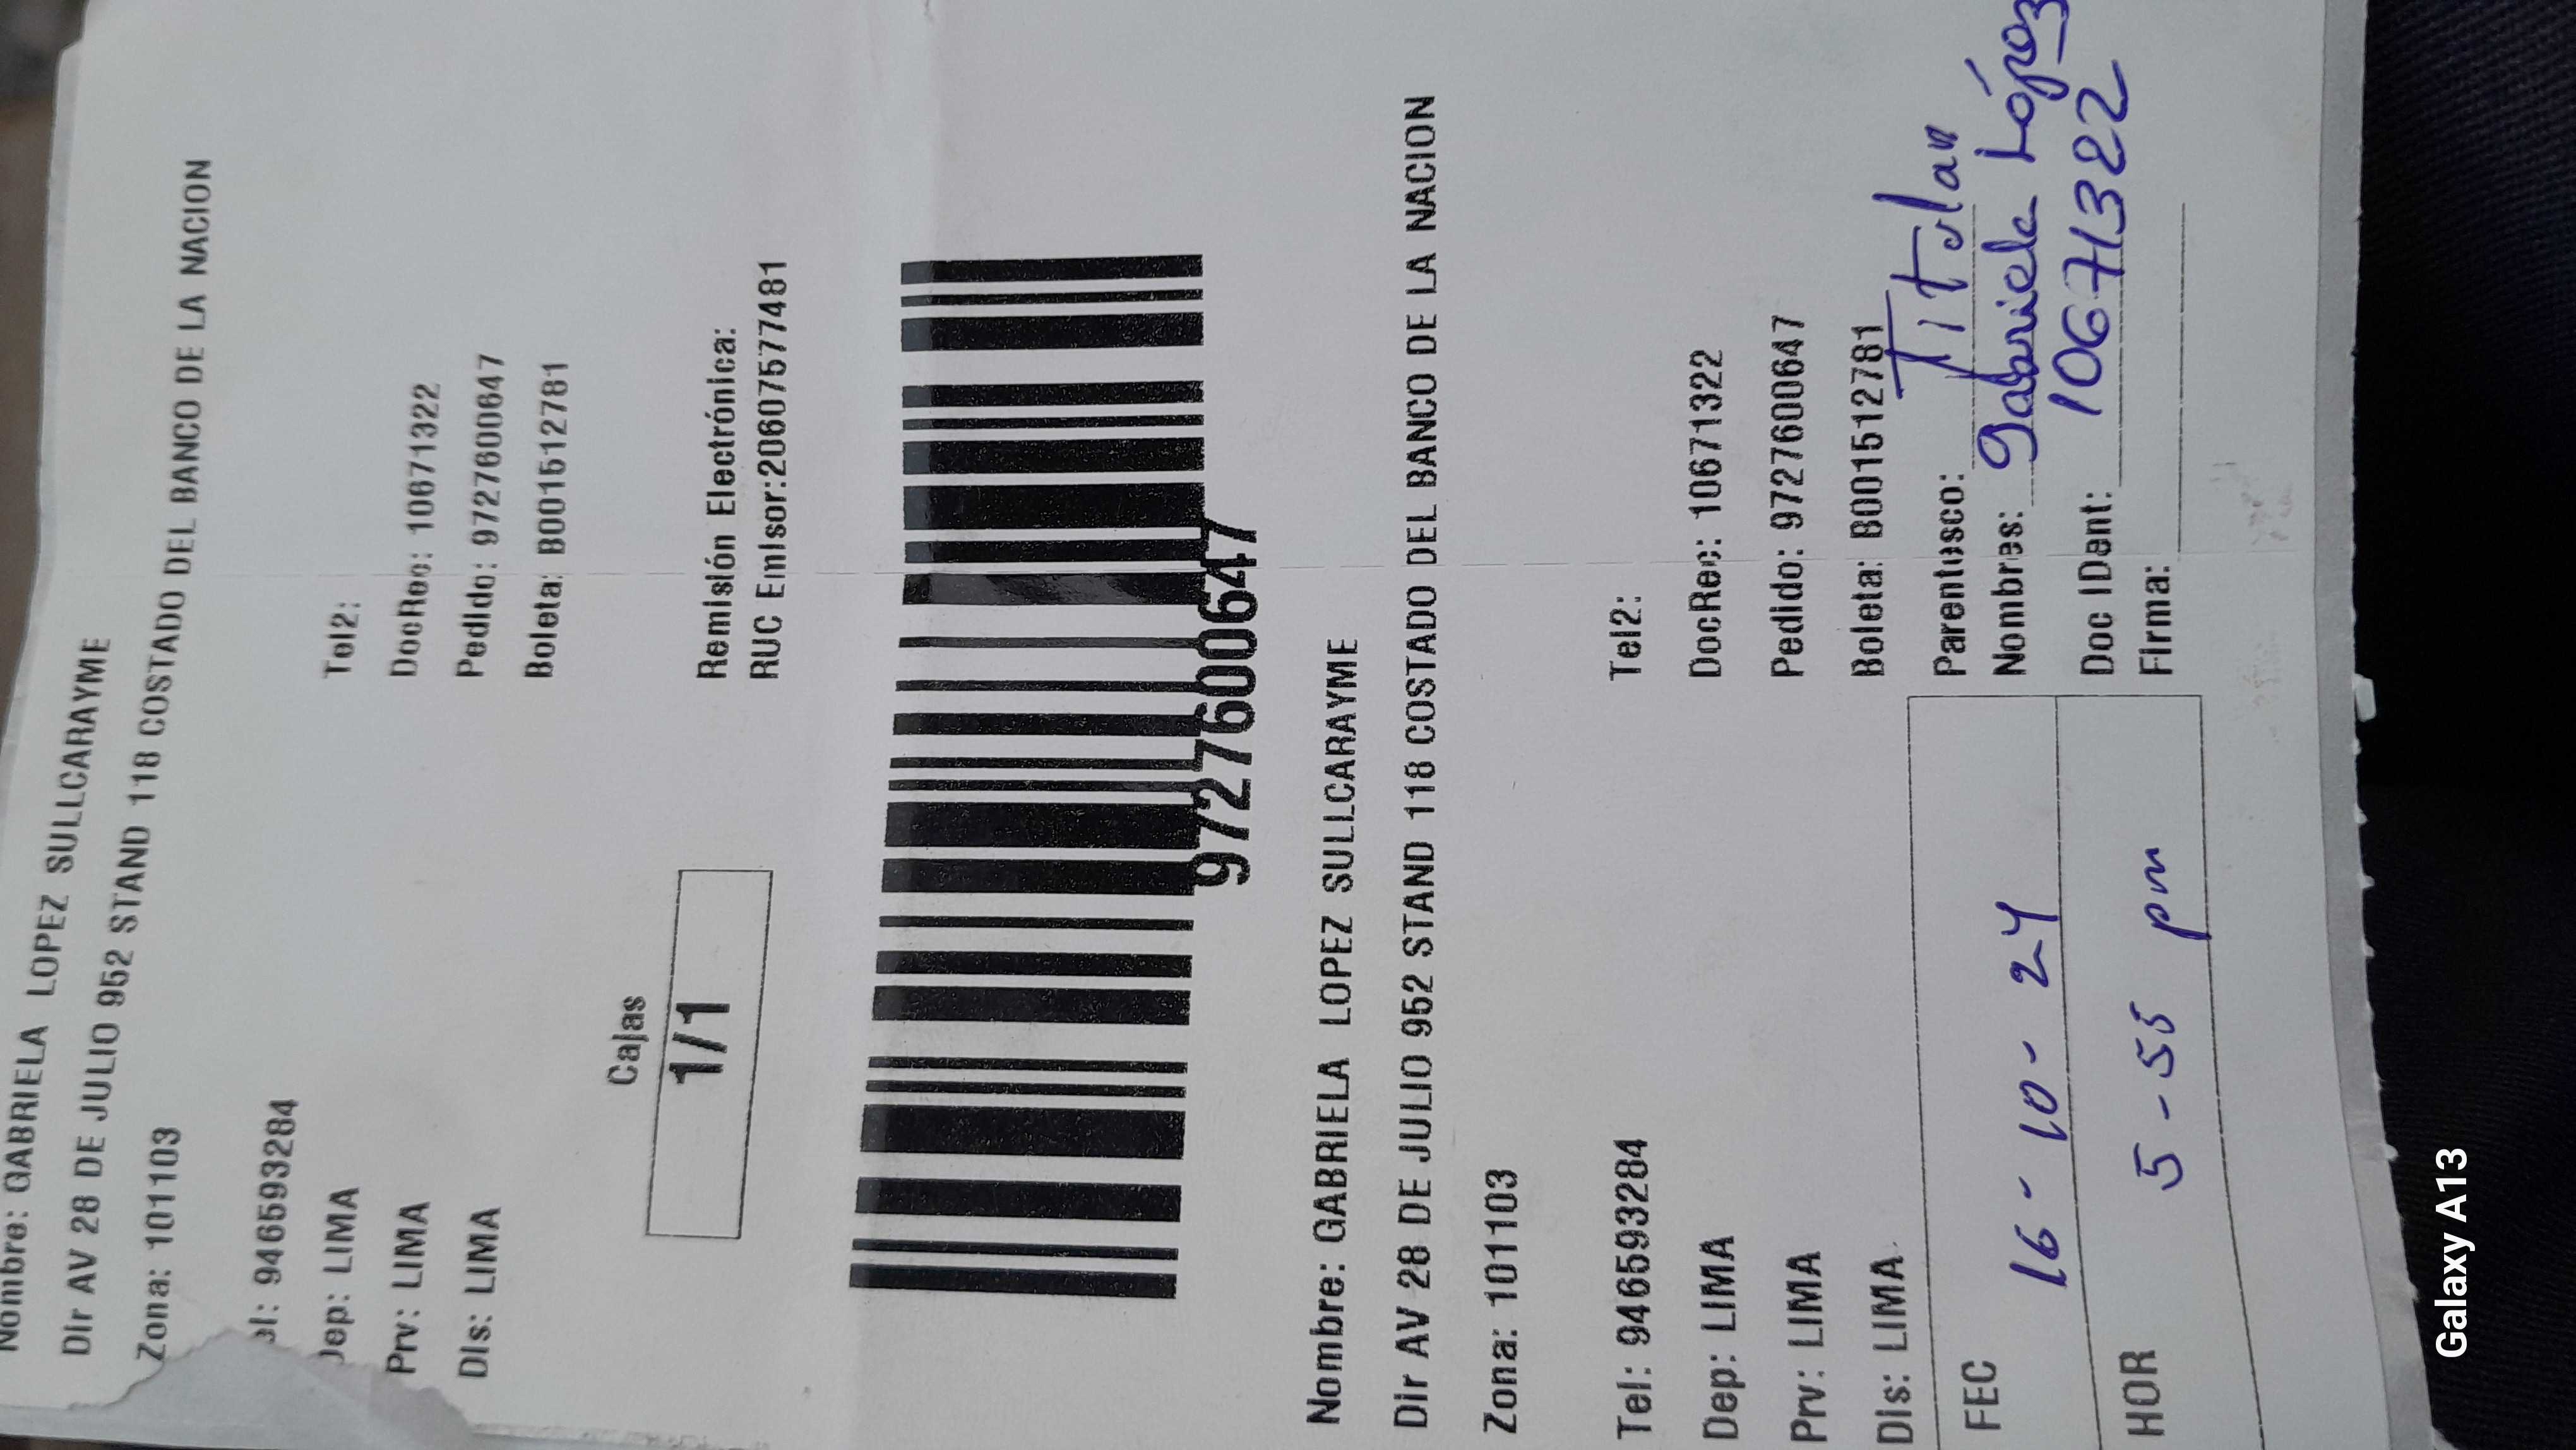 Nombre: GABRIELA LOPEZ SULLCARAYME
Dir AV 28 DE JULIO 952 STAND 118 COSTADO DEL BANCO DE LA NACION
Zona: 101103
el: 946593284
Tel2:
Dep: LIMA
DocRec: 10671322
Prv: LIMA
Pedido: 9727600647
Dis: LIMA
Boleta: B001512781
Cajas
1/1
Remisión Electrónica:
RUC Emisor:20607577481
9727600647
Nombre: GABRIELA LOPEZ SULLCARAYME
Dir AV 28 DE JULIO 952 STAND 118 COSTADO DEL BANCO DE LA NACION
Zona: 101103
Tel: 946593284
Tel2:
Dep: LIMA
DocRec: 10671322
Prv: LIMA
Pedido: 9727600647
Dis: LIMA
Boleta: B001512781
FEC 16-10-24
Parentesco: Titular
Nombres: Gabriela López
HOR 5-55 pm
Doc IDent: 10671322
Firma:
Galaxy A13